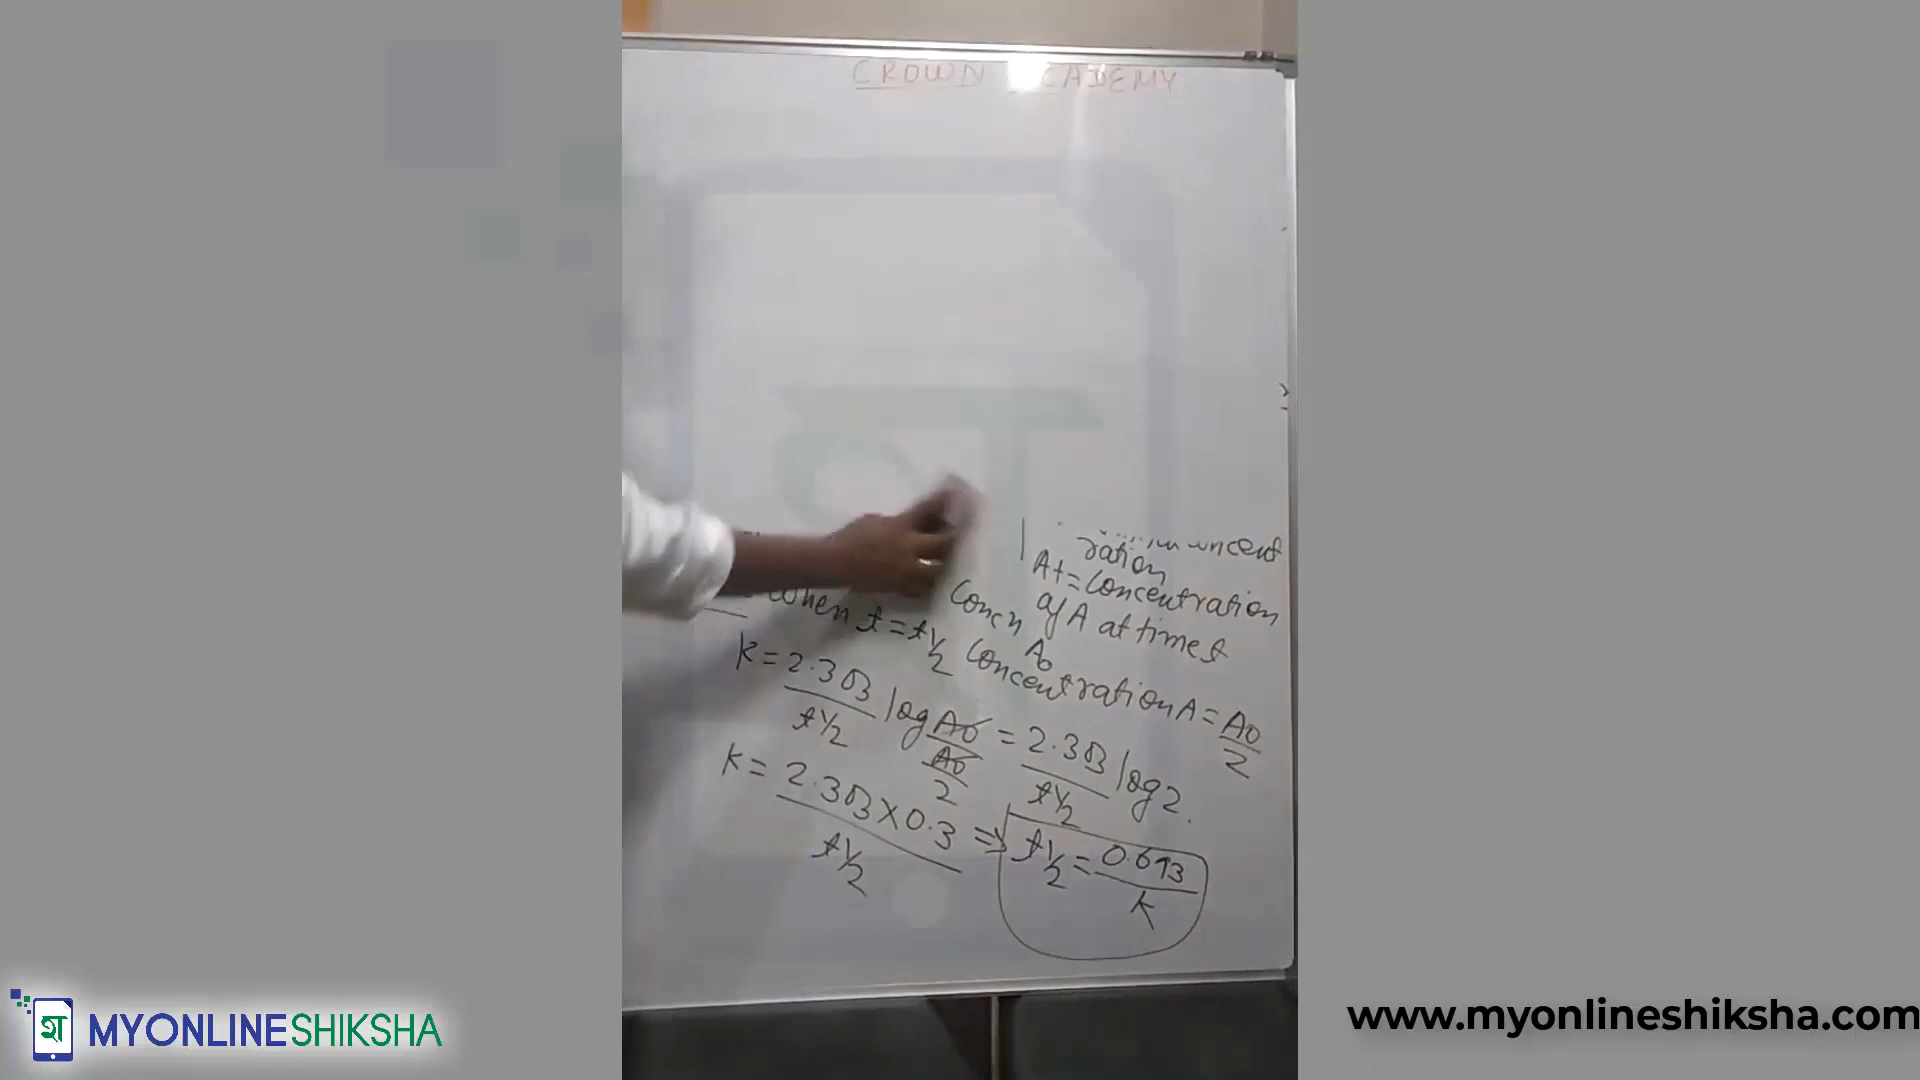 CROWN ACADEMY
ration
At = Concentration
of A at time t
when t = t½ Concn A0
Concentration A = A0/2
k = 2.303/t½ log A0/(A0/2) = 2.303/t½ log 2.
k = 2.303 × 0.3/t½ ⇒ t½ = 0.693/k
MYONLINESHIKSHA
www.myonlineshiksha.com